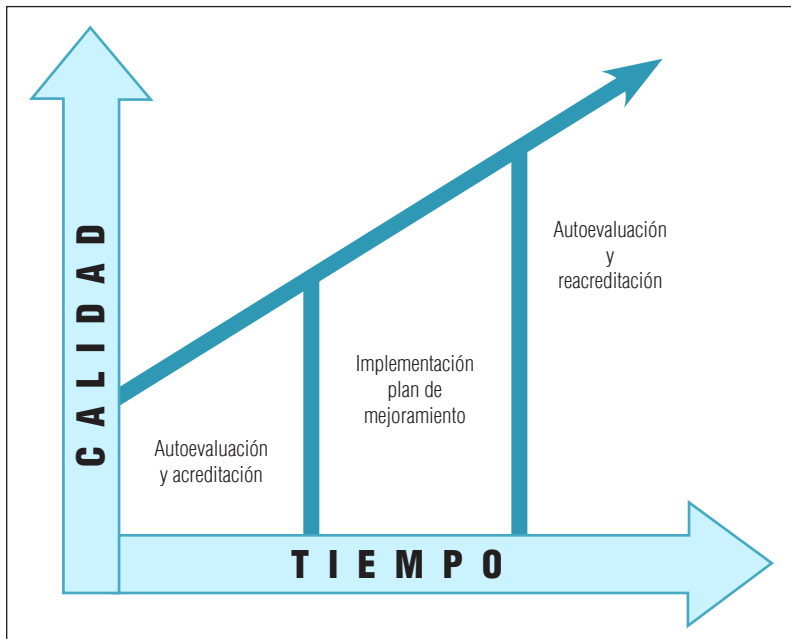 CALIDAD
Autoevaluación
y acreditación
Implementación
plan de
mejoramiento
Autoevaluación
y
reacreditación
TIEMPO